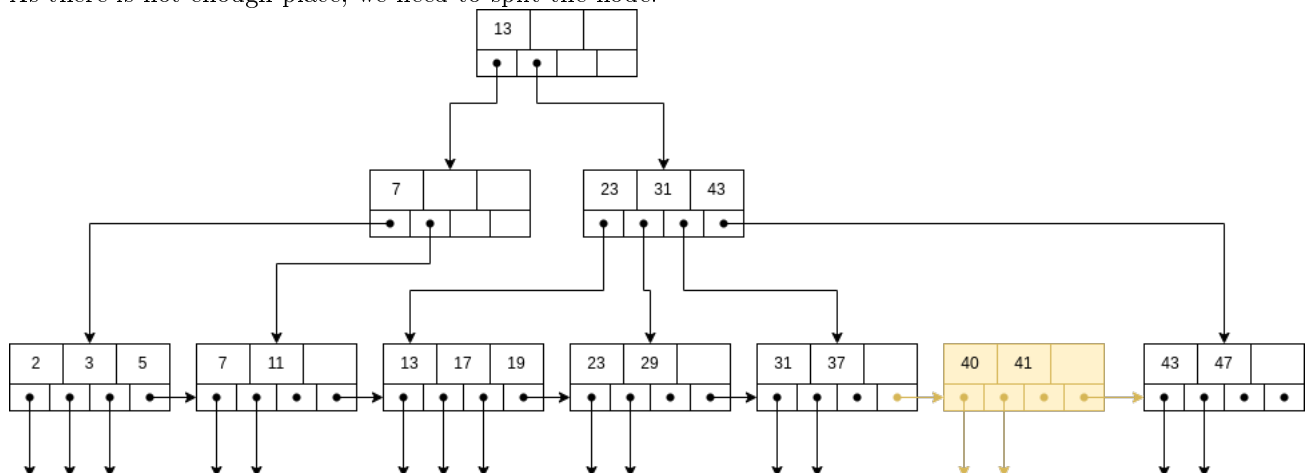 As there is not enough place, we need to split the node.
13
7
23 31 43
2 3 5 7 11 13 17 19 23 29 31 37 40 41 43 47